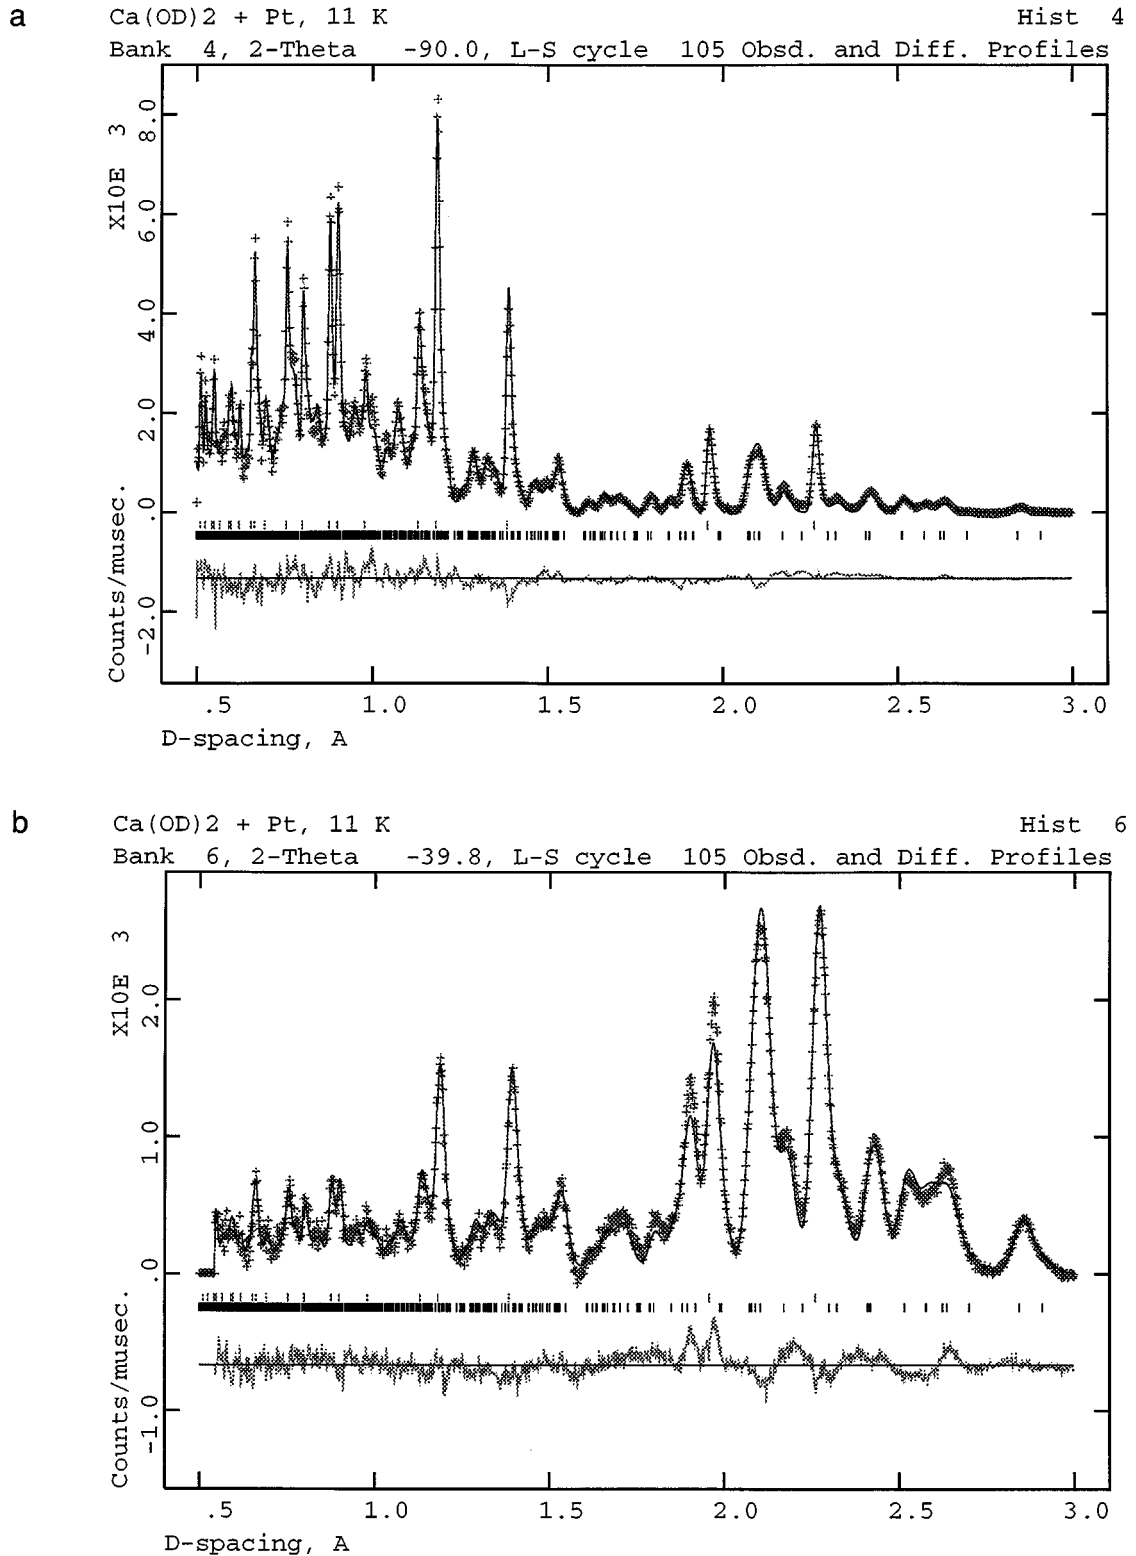 a
Ca(OD)2 + Pt, 11 K Hist 4
Bank 4, 2-Theta -90.0, L-S cycle 105 Obsd. and Diff. Profiles
X10E 3
Counts/musec.
8.0
6.0
4.0
2.0
.0
-2.0
.5 1.0 1.5 2.0 2.5 3.0
D-spacing, A
b
Ca(OD)2 + Pt, 11 K Hist 6
Bank 6, 2-Theta -39.8, L-S cycle 105 Obsd. and Diff. Profiles
X10E 3
Counts/musec.
2.0
1.0
.0
-1.0
.5 1.0 1.5 2.0 2.5 3.0
D-spacing, A